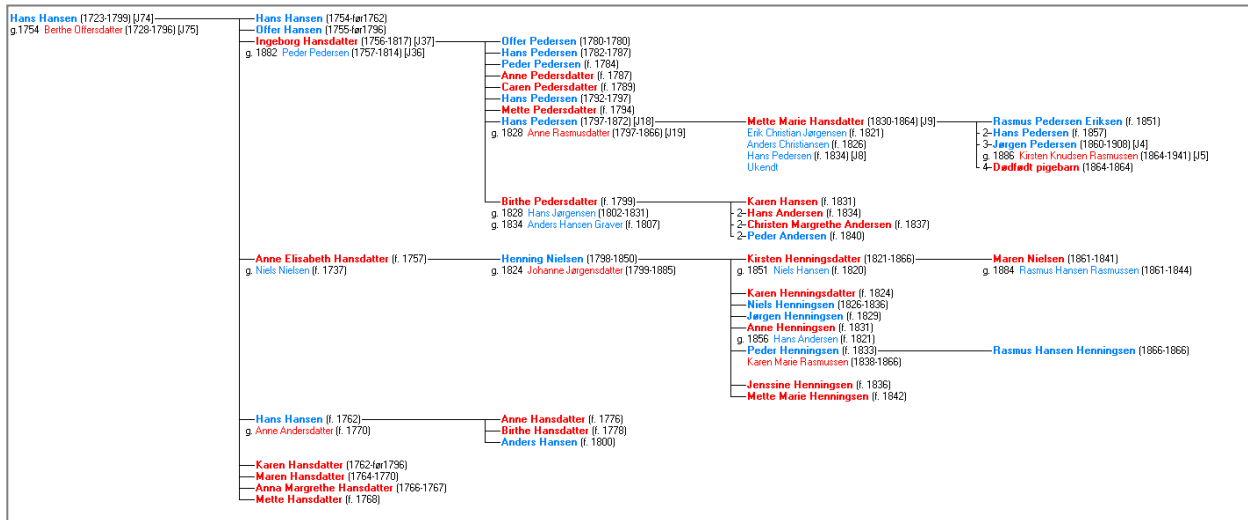 Hans Hansen (1723-1799) [J74]
g.1754 Berthe Offersdatter (1728-1796) [J75]
Hans Hansen (1754-før1762)
Offer Hansen (1755-før1796)
Ingeborg Hansdatter (1756-1817) [J37]
g. 1882 Peder Pedersen (1757-1814) [J36]
Offer Pedersen (1780-1780)
Hans Pedersen (1782-1787)
Peder Pedersen (f. 1784)
Anne Pedersdatter (f. 1787)
Caren Pedersdatter (f. 1789)
Hans Pedersen (1792-1797)
Mette Pedersdatter (f. 1794)
Hans Pedersen (1797-1872) [J18]
g. 1828 Anne Rasmusdatter (1797-1866) [J19]
Mette Marie Hansdatter (1830-1864) [J9]
Erik Christian Jørgensen (f. 1821)
Anders Christiansen (f. 1826)
Hans Pedersen (f. 1834) [J8]
Ukendt
Rasmus Pedersen Eriksen (f. 1851)
2 Hans Pedersen (f. 1857)
3 Jørgen Pedersen (1860-1908) [J4]
g. 1886 Kirsten Knudsen Rasmussen (1864-1941) [J5]
4 Dødfødt pigebarn (1864-1864)
Birthe Pedersdatter (f. 1799)
g. 1828 Hans Jørgensen (1802-1831)
g. 1834 Anders Hansen Graver (f. 1807)
Karen Hansen (f. 1831)
2 Hans Andersen (f. 1834)
2 Christen Margrethe Andersen (f. 1837)
2 Peder Andersen (f. 1840)
Anne Elisabeth Hansdatter (f. 1757)
g. Niels Nielsen (f. 1737)
Henning Nielsen (1798-1850)
g. 1824 Johanne Jørgensdatter (1799-1885)
Kirsten Henningsdatter (1821-1866)
g. 1851 Niels Hansen (f. 1820)
Maren Nielsen (1861-1841)
g. 1884 Rasmus Hansen Rasmussen (1861-1844)
Karen Henningsdatter (f. 1824)
Niels Henningsen (1826-1836)
Jørgen Henningsen (f. 1829)
Anne Henningsen (f. 1831)
g. 1856 Hans Andersen (f. 1821)
Peder Henningsen (f. 1833)
Karen Marie Rasmussen (1838-1866)
Rasmus Hansen Henningsen (1866-1866)
Jenssine Henningsen (f. 1836)
Mette Marie Henningsen (f. 1842)
Hans Hansen (f. 1762)
g. Anne Andersdatter (f. 1770)
Anne Hansdatter (f. 1776)
Birthe Hansdatter (f. 1778)
Anders Hansen (f. 1800)
Karen Hansdatter (1762-før1796)
Maren Hansdatter (1764-1770)
Anna Margrethe Hansdatter (1766-1767)
Mette Hansdatter (f. 1768)